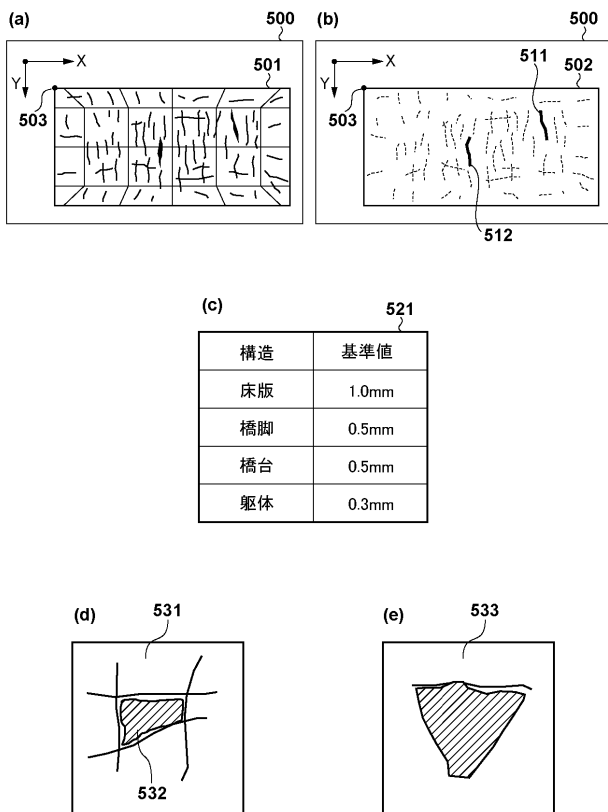 (a)
500
X
Y
501
503
(b)
500
X
Y
511
502
503
512
(c)
521
構造 基準値
床版 1.0mm
橋脚 0.5mm
橋台 0.5mm
躯体 0.3mm
(d)
531
532
(e)
533